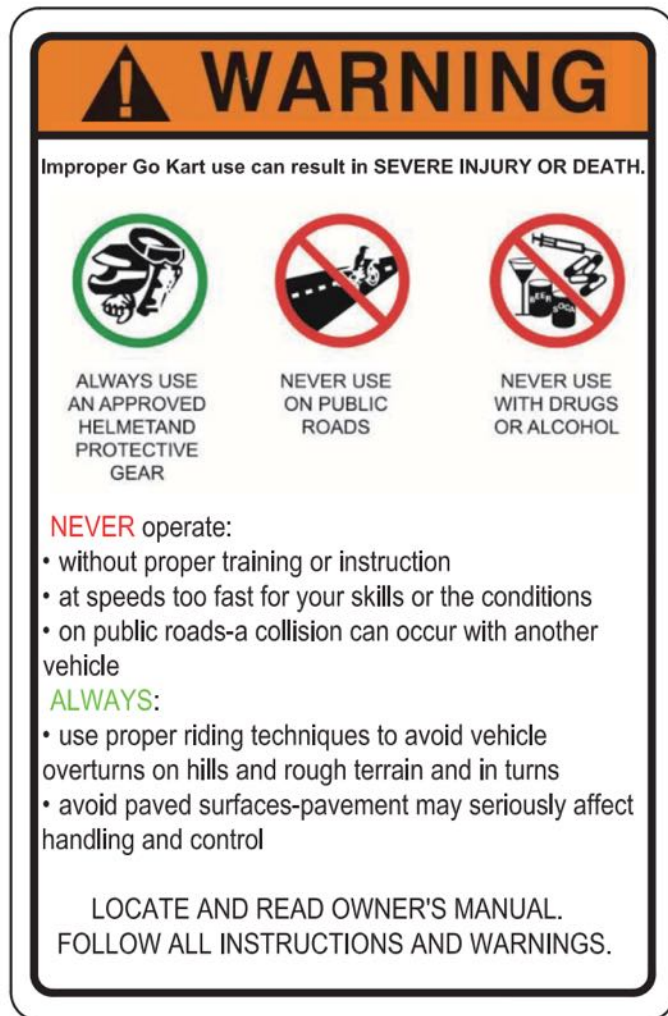 WARNING
Improper Go Kart use can result in SEVERE INJURY OR DEATH.
BEER
SODA
ALWAYS USE
AN APPROVED
HELMETAND
PROTECTIVE
GEAR
NEVER USE
ON PUBLIC
ROADS
NEVER USE
WITH DRUGS
OR ALCOHOL
NEVER operate:
• without proper training or instruction
• at speeds too fast for your skills or the conditions
• on public roads-a collision can occur with another
vehicle
ALWAYS:
• use proper riding techniques to avoid vehicle
overturns on hills and rough terrain and in turns
• avoid paved surfaces-pavement may seriously affect
handling and control
LOCATE AND READ OWNER'S MANUAL.
FOLLOW ALL INSTRUCTIONS AND WARNINGS.